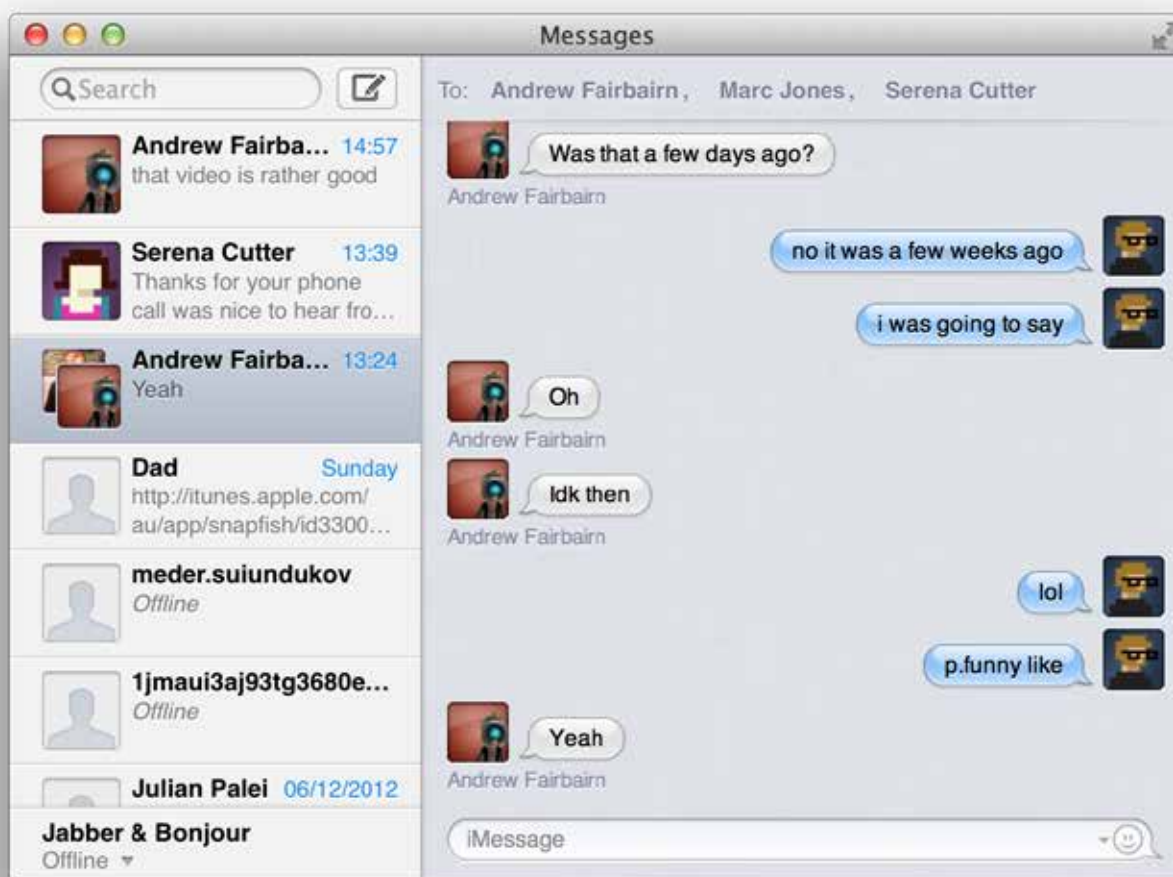 Messages
Search
Andrew Fairba... 14:57
that video is rather good
Serena Cutter 13:39
Thanks for your phone
call was nice to hear fro...
Andrew Fairba... 13:24
Yeah
Dad Sunday
http://itunes.apple.com/
au/app/snapfish/id3300...
meder.suiundukov
Offline
1jmaui3aj93tg3680e...
Offline
Julian Palei 06/12/2012
Jabber & Bonjour
Offline
To: Andrew Fairbairn, Marc Jones, Serena Cutter
Was that a few days ago?
Andrew Fairbairn
no it was a few weeks ago
i was going to say
Oh
Andrew Fairbairn
Idk then
Andrew Fairbairn
lol
p.funny like
Yeah
Andrew Fairbairn
iMessage